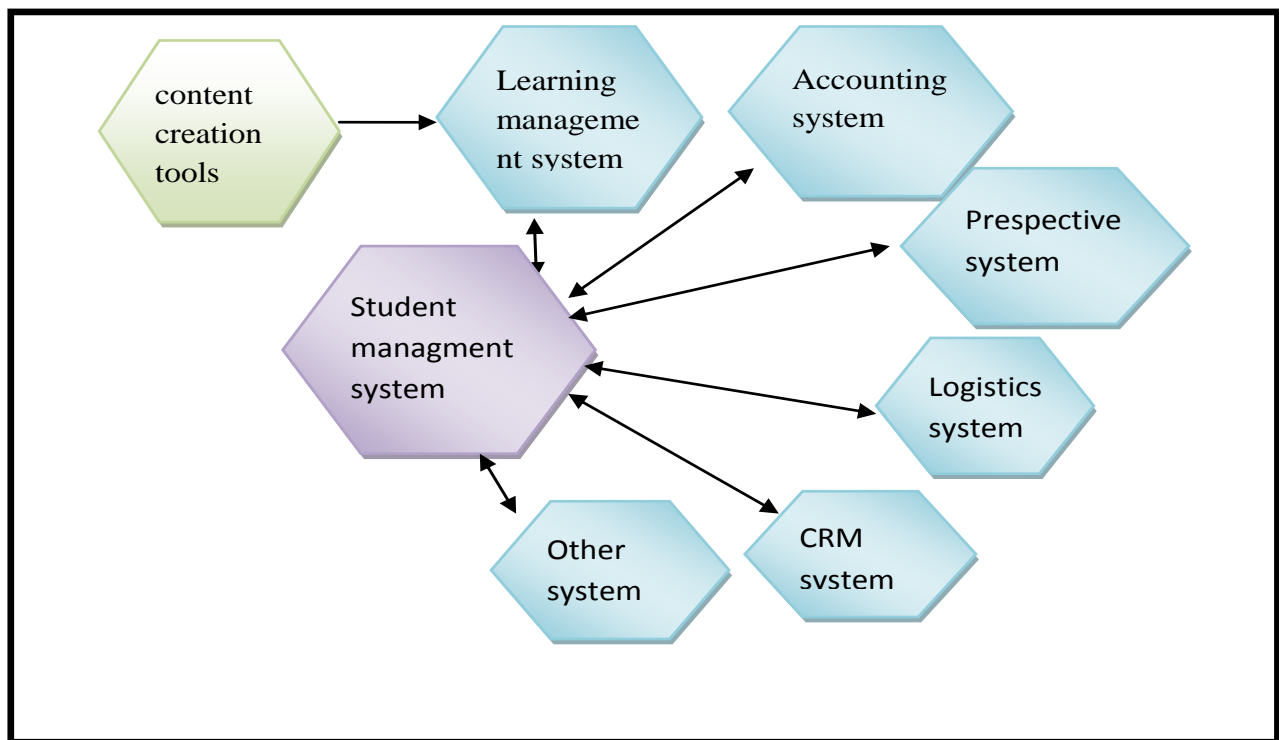 content
creation
tools
Learning
manageme
nt system
Accounting
system
Prespective
system
Student
managment
system
Logistics
system
CRM
system
Other
system